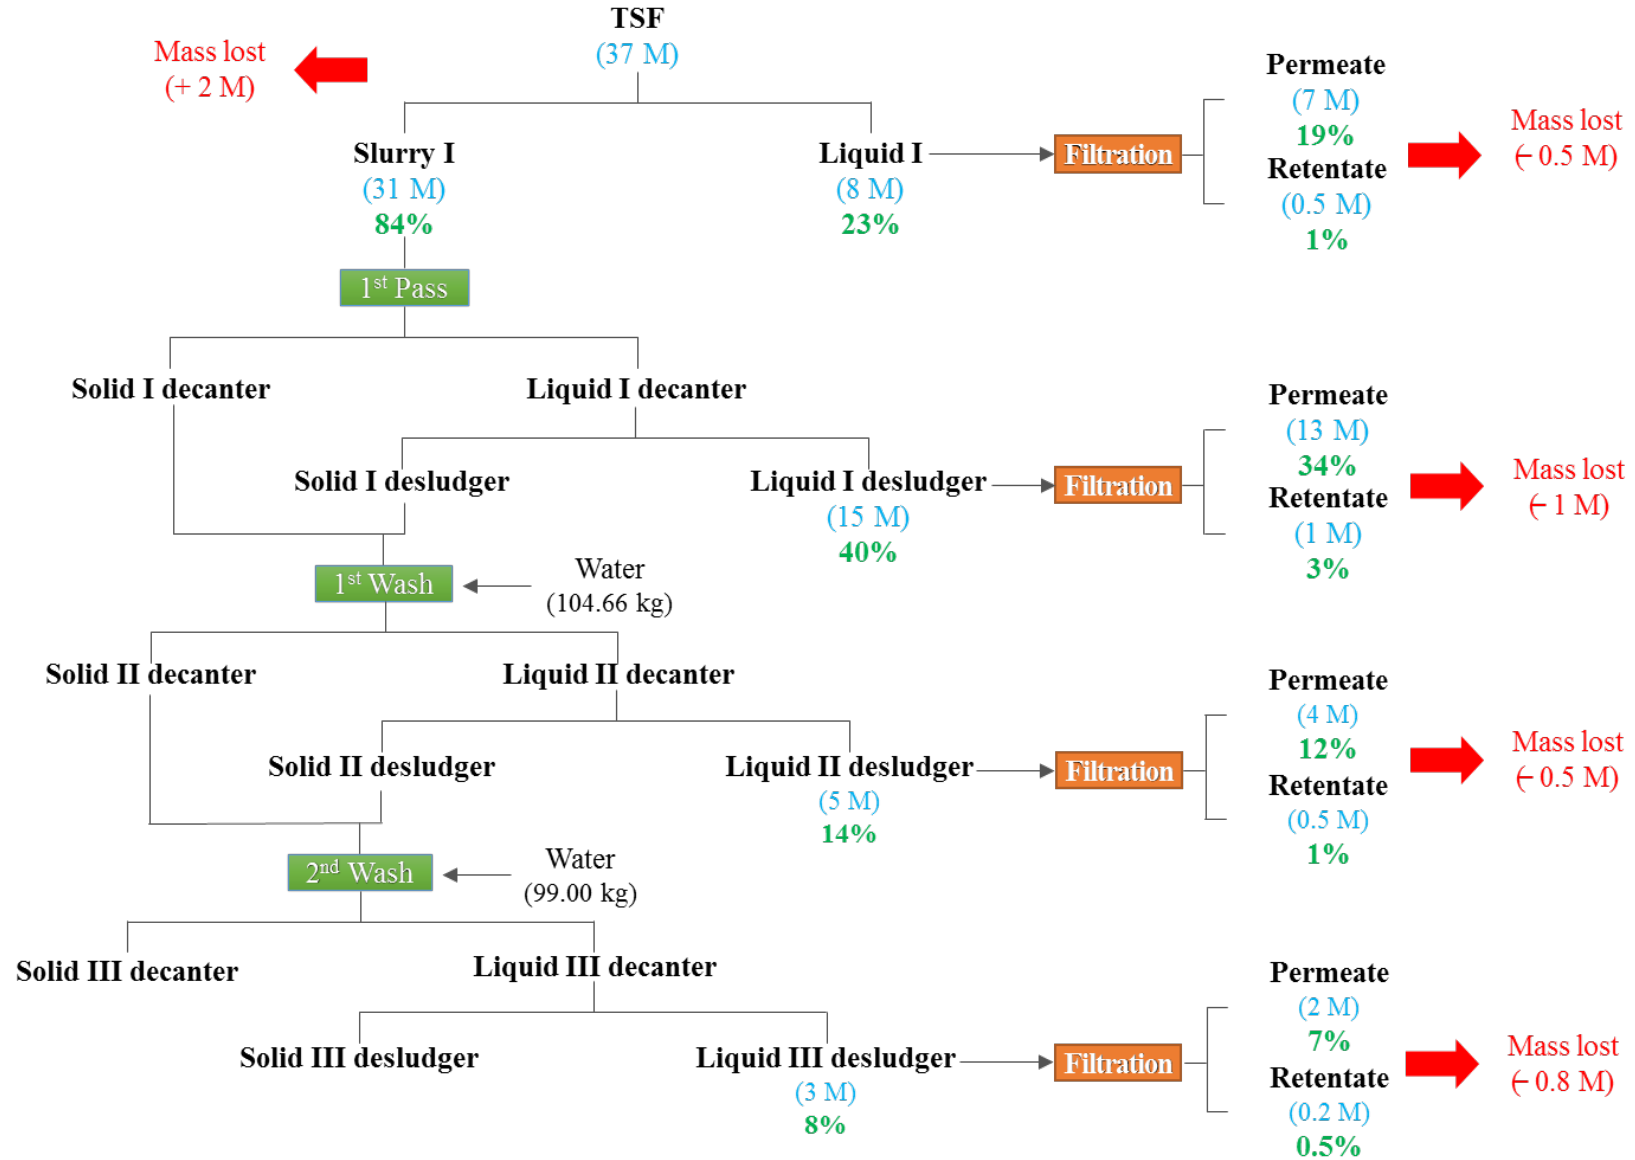 TSF
(37 M)
Mass lost
(+ 2 M)
Slurry I
(31 M)
84%
Liquid I
(8 M)
23%
Filtration
Permeate
(7 M)
19%
Retentate
(0.5 M)
1%
Mass lost
(− 0.5 M)
1st Pass
Solid I decanter
Liquid I decanter
Solid I desludger
Liquid I desludger
(15 M)
40%
Filtration
Permeate
(13 M)
34%
Retentate
(1 M)
3%
Mass lost
(− 1 M)
1st Wash
Water
(104.66 kg)
Solid II decanter
Liquid II decanter
Solid II desludger
Liquid II desludger
(5 M)
14%
Filtration
Permeate
(4 M)
12%
Retentate
(0.5 M)
1%
Mass lost
(− 0.5 M)
2nd Wash
Water
(99.00 kg)
Solid III decanter
Liquid III decanter
Solid III desludger
Liquid III desludger
(3 M)
8%
Filtration
Permeate
(2 M)
7%
Retentate
(0.2 M)
0.5%
Mass lost
(− 0.8 M)